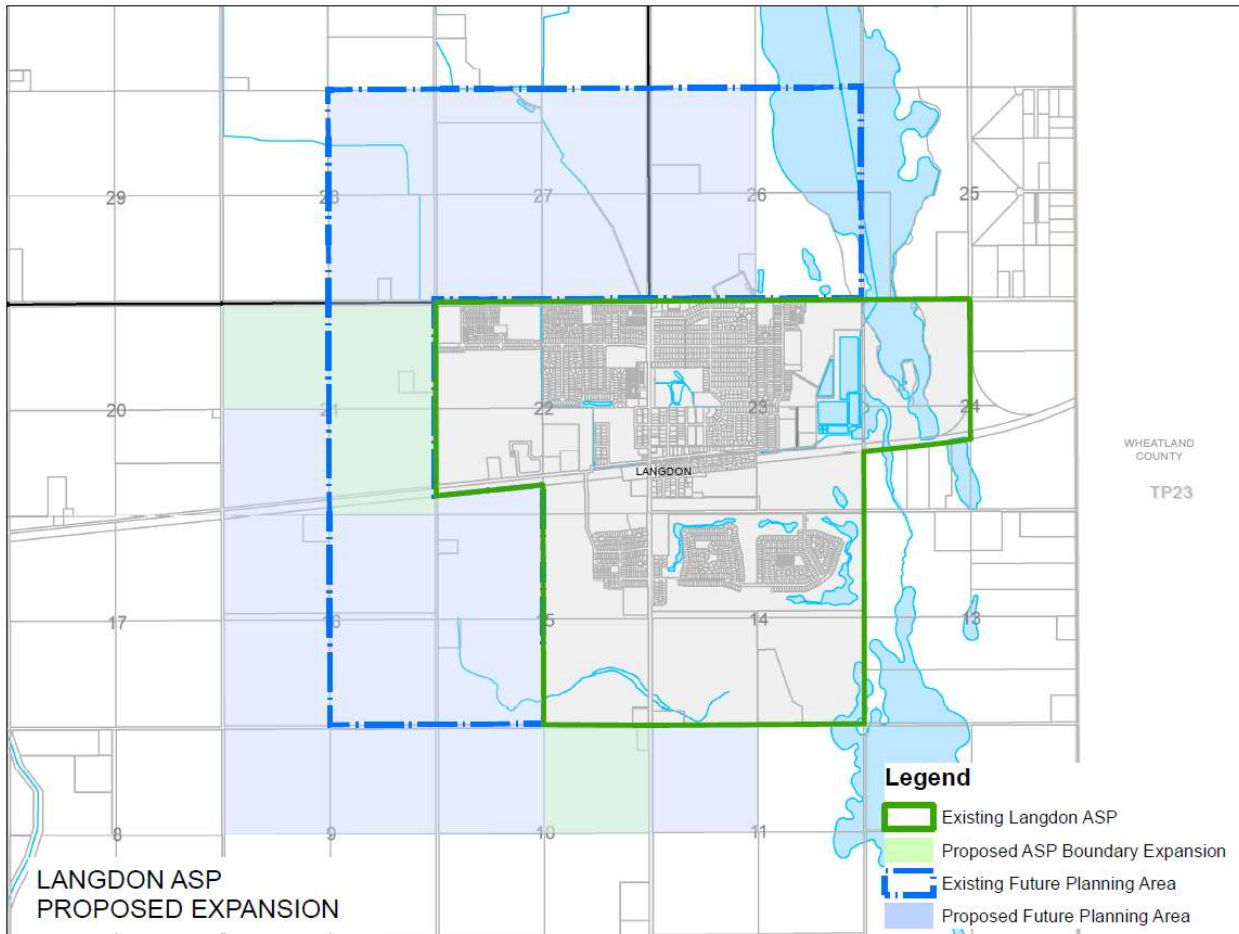 29
28
27
26
25
20
21
22
23
24
WHEATLAND
COUNTY
TP23
LANGDON
17
16
15
14
13
8
9
10
11
Legend
Existing Langdon ASP
Proposed ASP Boundary Expansion
Existing Future Planning Area
Proposed Future Planning Area
LANGDON ASP
PROPOSED EXPANSION